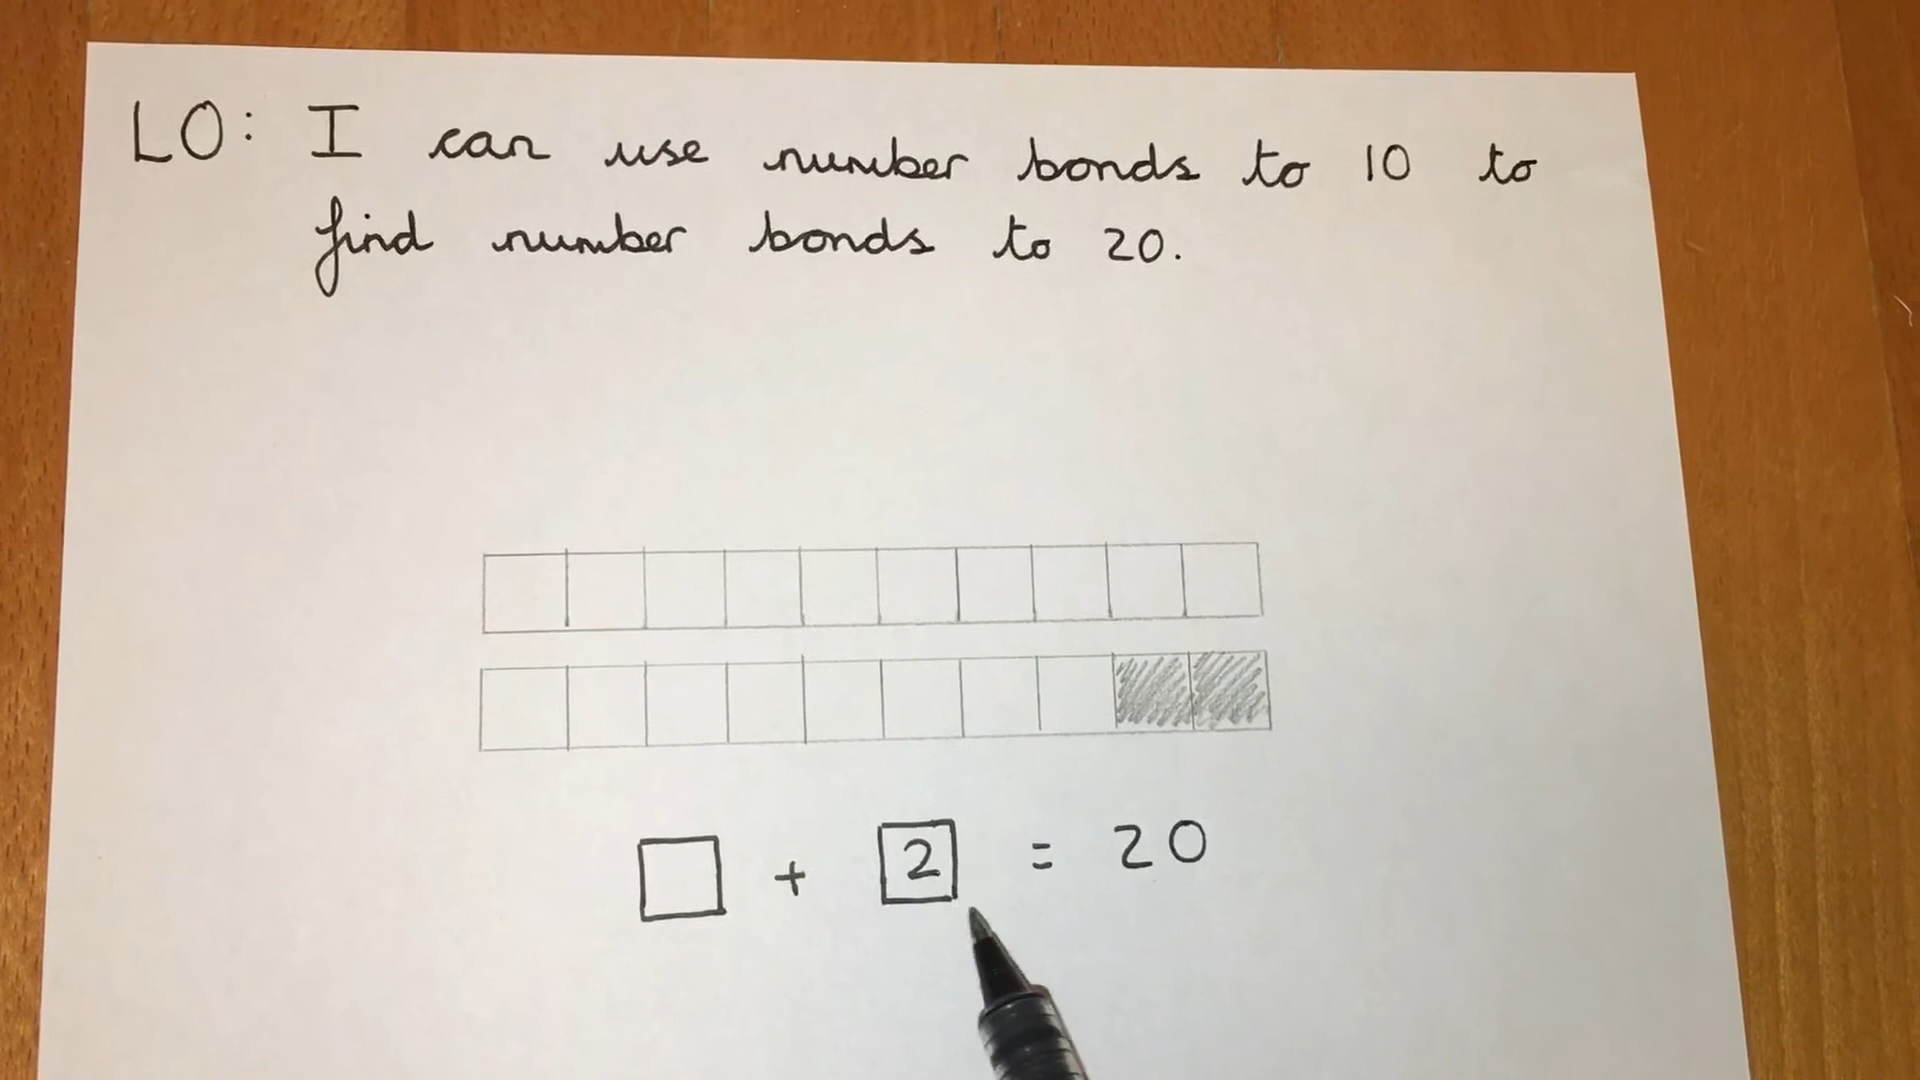 LO: I can use number bonds to 10 to
find number bonds to 20.
+ 2 = 20